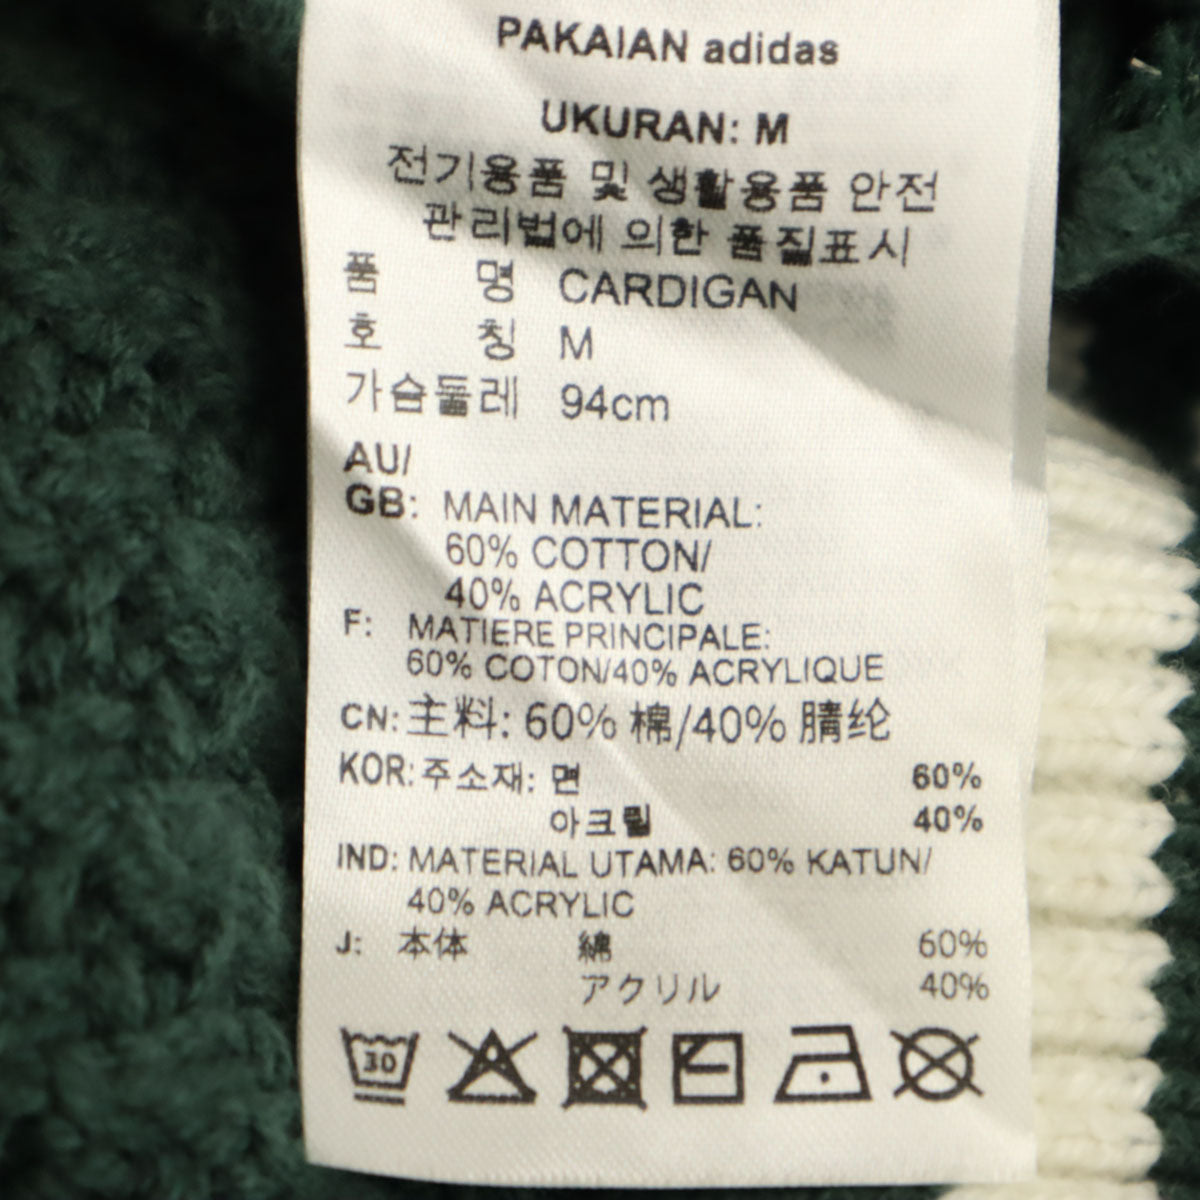 PAKAIAN adidas
UKURAN: M
전기용품 및 생활용품 안전
관리법에 의한 품질표시
품 명 CARDIGAN
호 칭 M
가슴둘레 94cm
AU/
GB: MAIN MATERIAL:
60% COTTON/
40% ACRYLIC
F: MATIERE PRINCIPALE:
60% COTON/40% ACRYLIQUE
CN: 主料: 60% 棉/40% 腈纶
KOR: 주소재: 면 60%
아크릴 40%
IND: MATERIAL UTAMA: 60% KATUN/
40% ACRYLIC
J: 本体 綿 60%
アクリル 40%
30